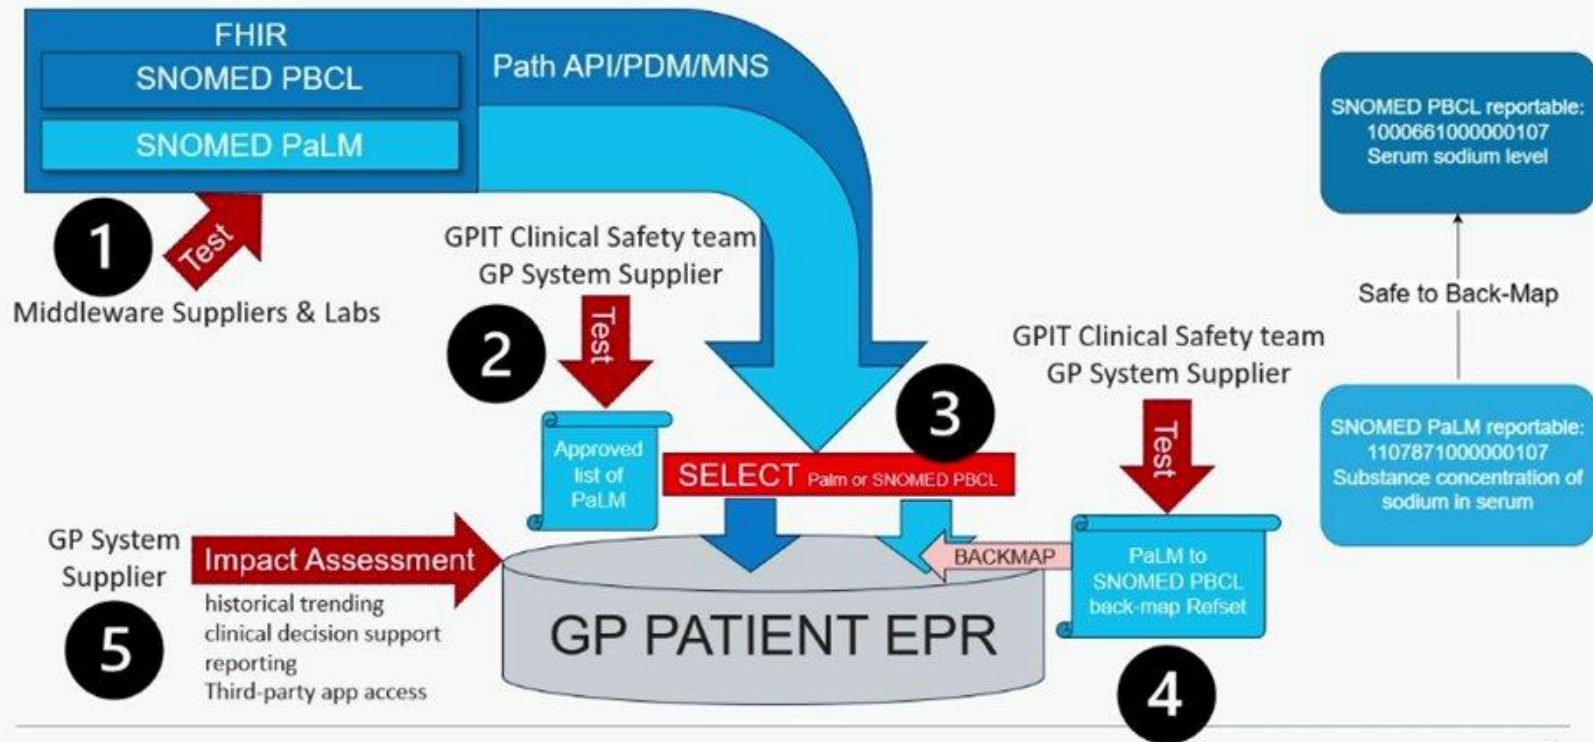 FHIR
SNOMED PBCL
SNOMED PaLM
Path API/PDM/MNS
1
Test
Middleware Suppliers & Labs
GPIT Clinical Safety team
GP System Supplier
2
Test
Approved
list of
PaLM
3
SELECT Palm or SNOMED PBCL
GPIT Clinical Safety team
GP System Supplier
Test
BACKMAP
PaLM to
SNOMED PBCL
back-map Refset
4
GP System
Supplier
Impact Assessment
historical trending
clinical decision support
reporting
Third-party app access
5
GP PATIENT EPR
SNOMED PBCL reportable:
1000661000000107
Serum sodium level
Safe to Back-Map
SNOMED PaLM reportable:
1107871000000107
Substance concentration of
sodium in serum